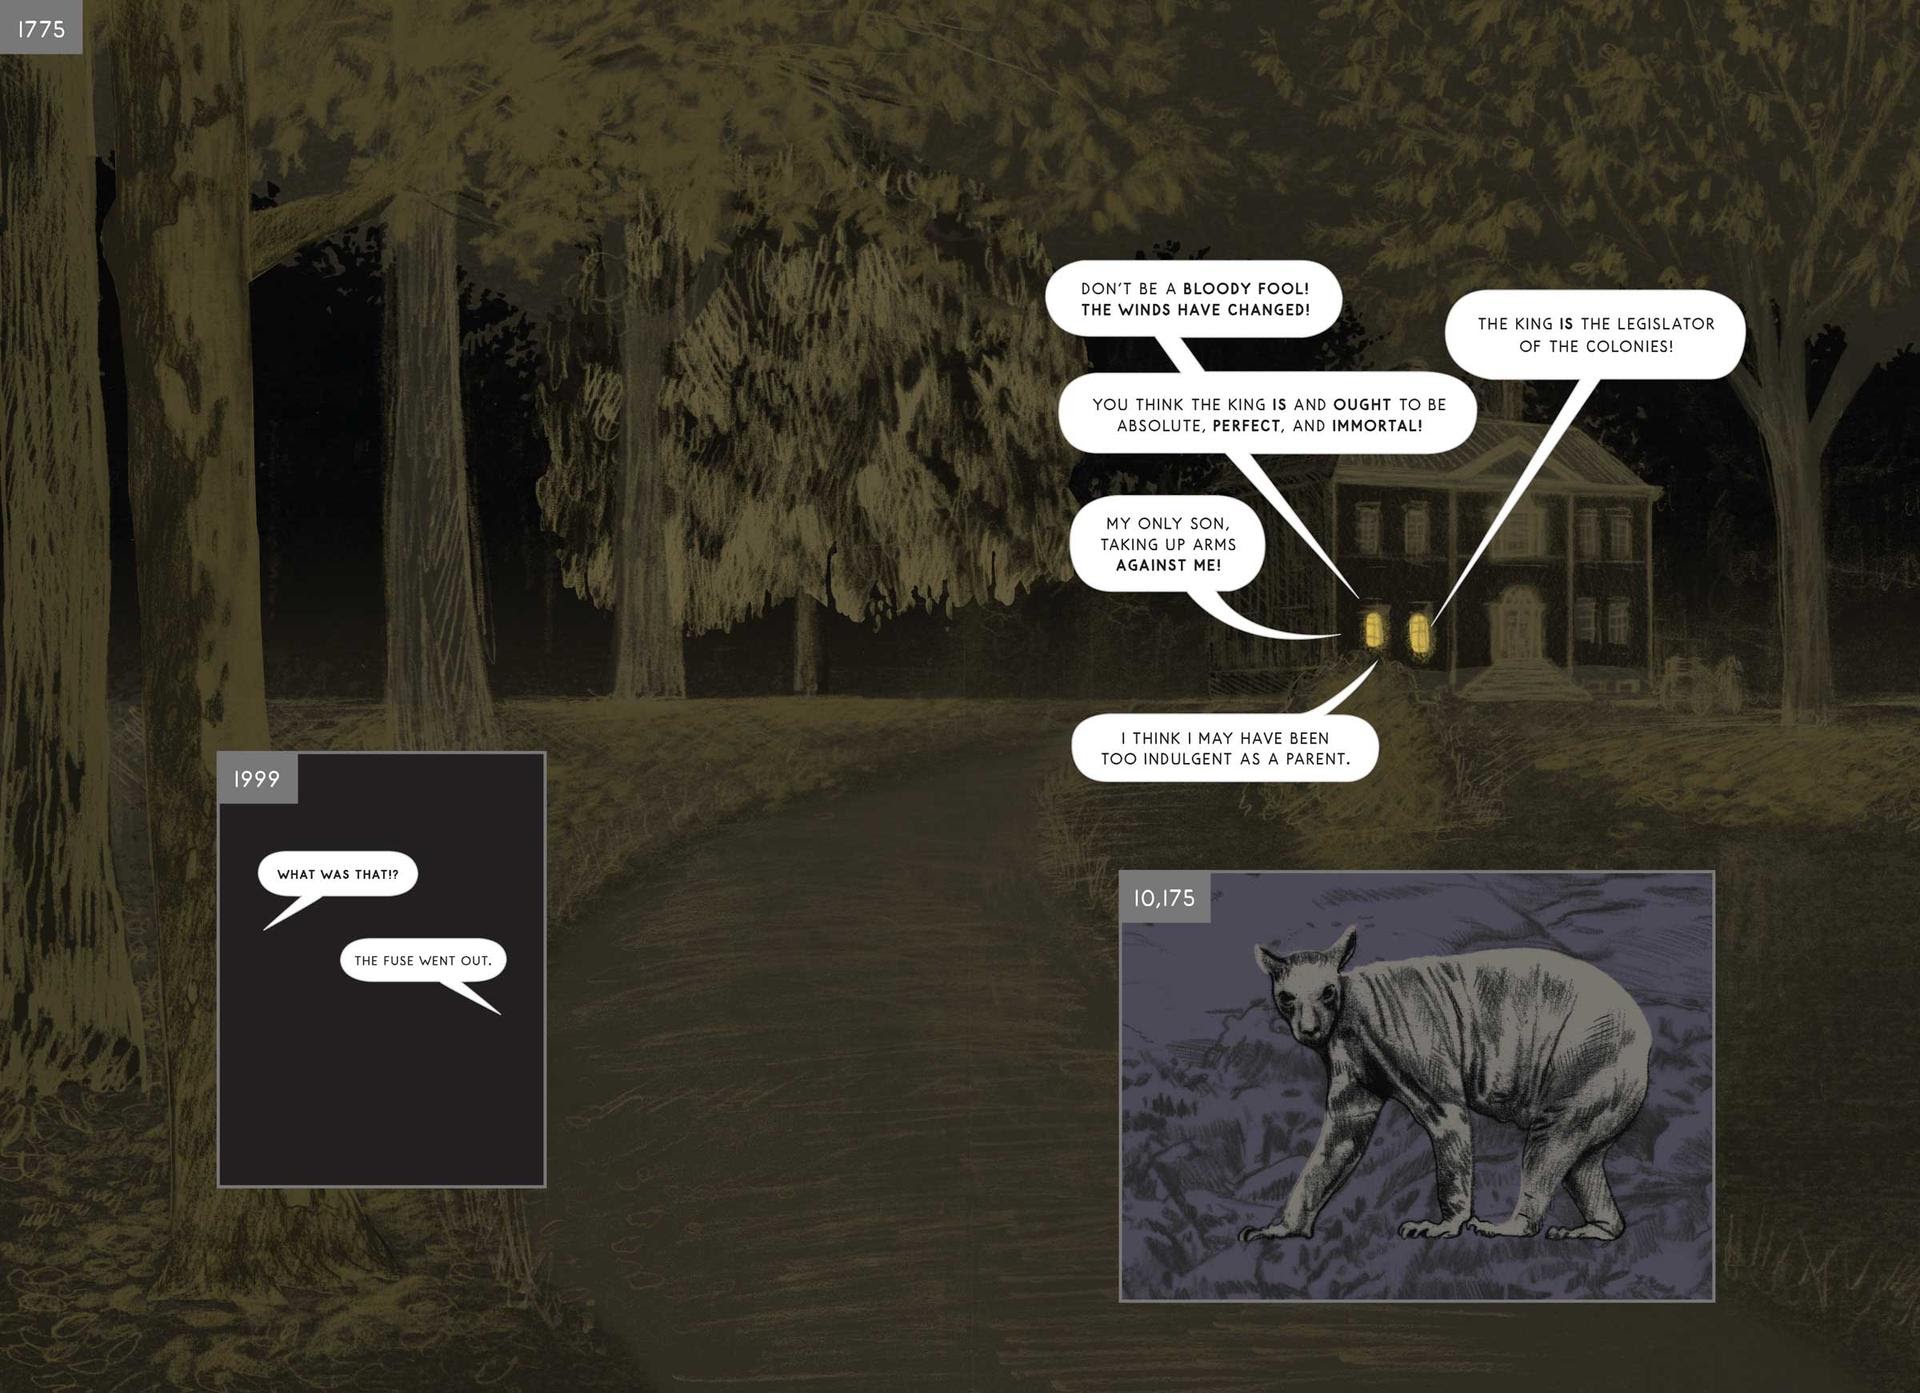 1775
DON'T BE A BLOODY FOOL!
THE WINDS HAVE CHANGED!
YOU THINK THE KING IS AND OUGHT TO BE
ABSOLUTE, PERFECT, AND IMMORTAL!
THE KING IS THE LEGISLATOR
OF THE COLONIES!
MY ONLY SON,
TAKING UP ARMS
AGAINST ME!
I THINK I MAY HAVE BEEN
TOO INDULGENT AS A PARENT.
1999
WHAT WAS THAT!?
THE FUSE WENT OUT.
10,175